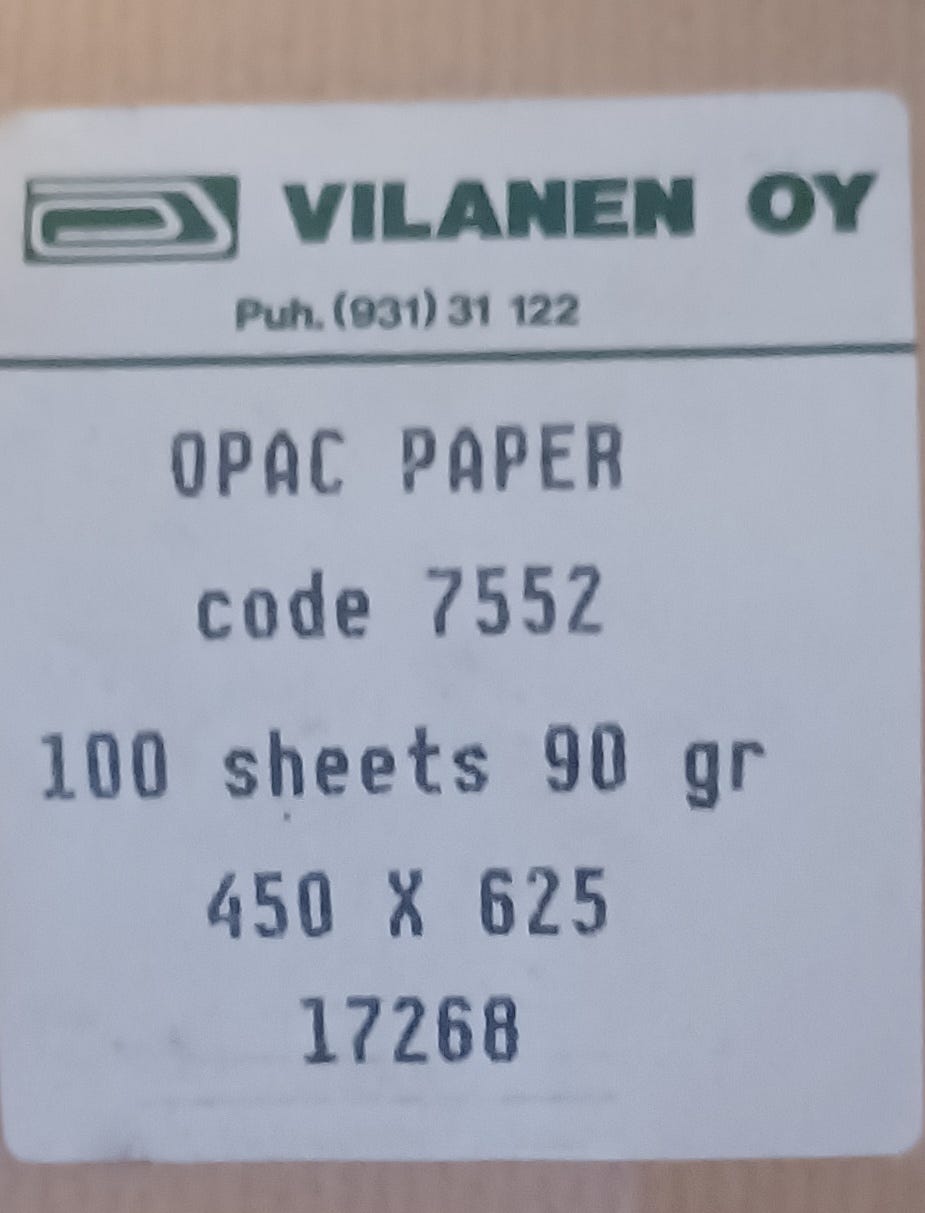 VILANEN OY
Puh. (931) 31 122
OPAC PAPER
code 7552
100 sheets 90 gr
450 X 625
17268